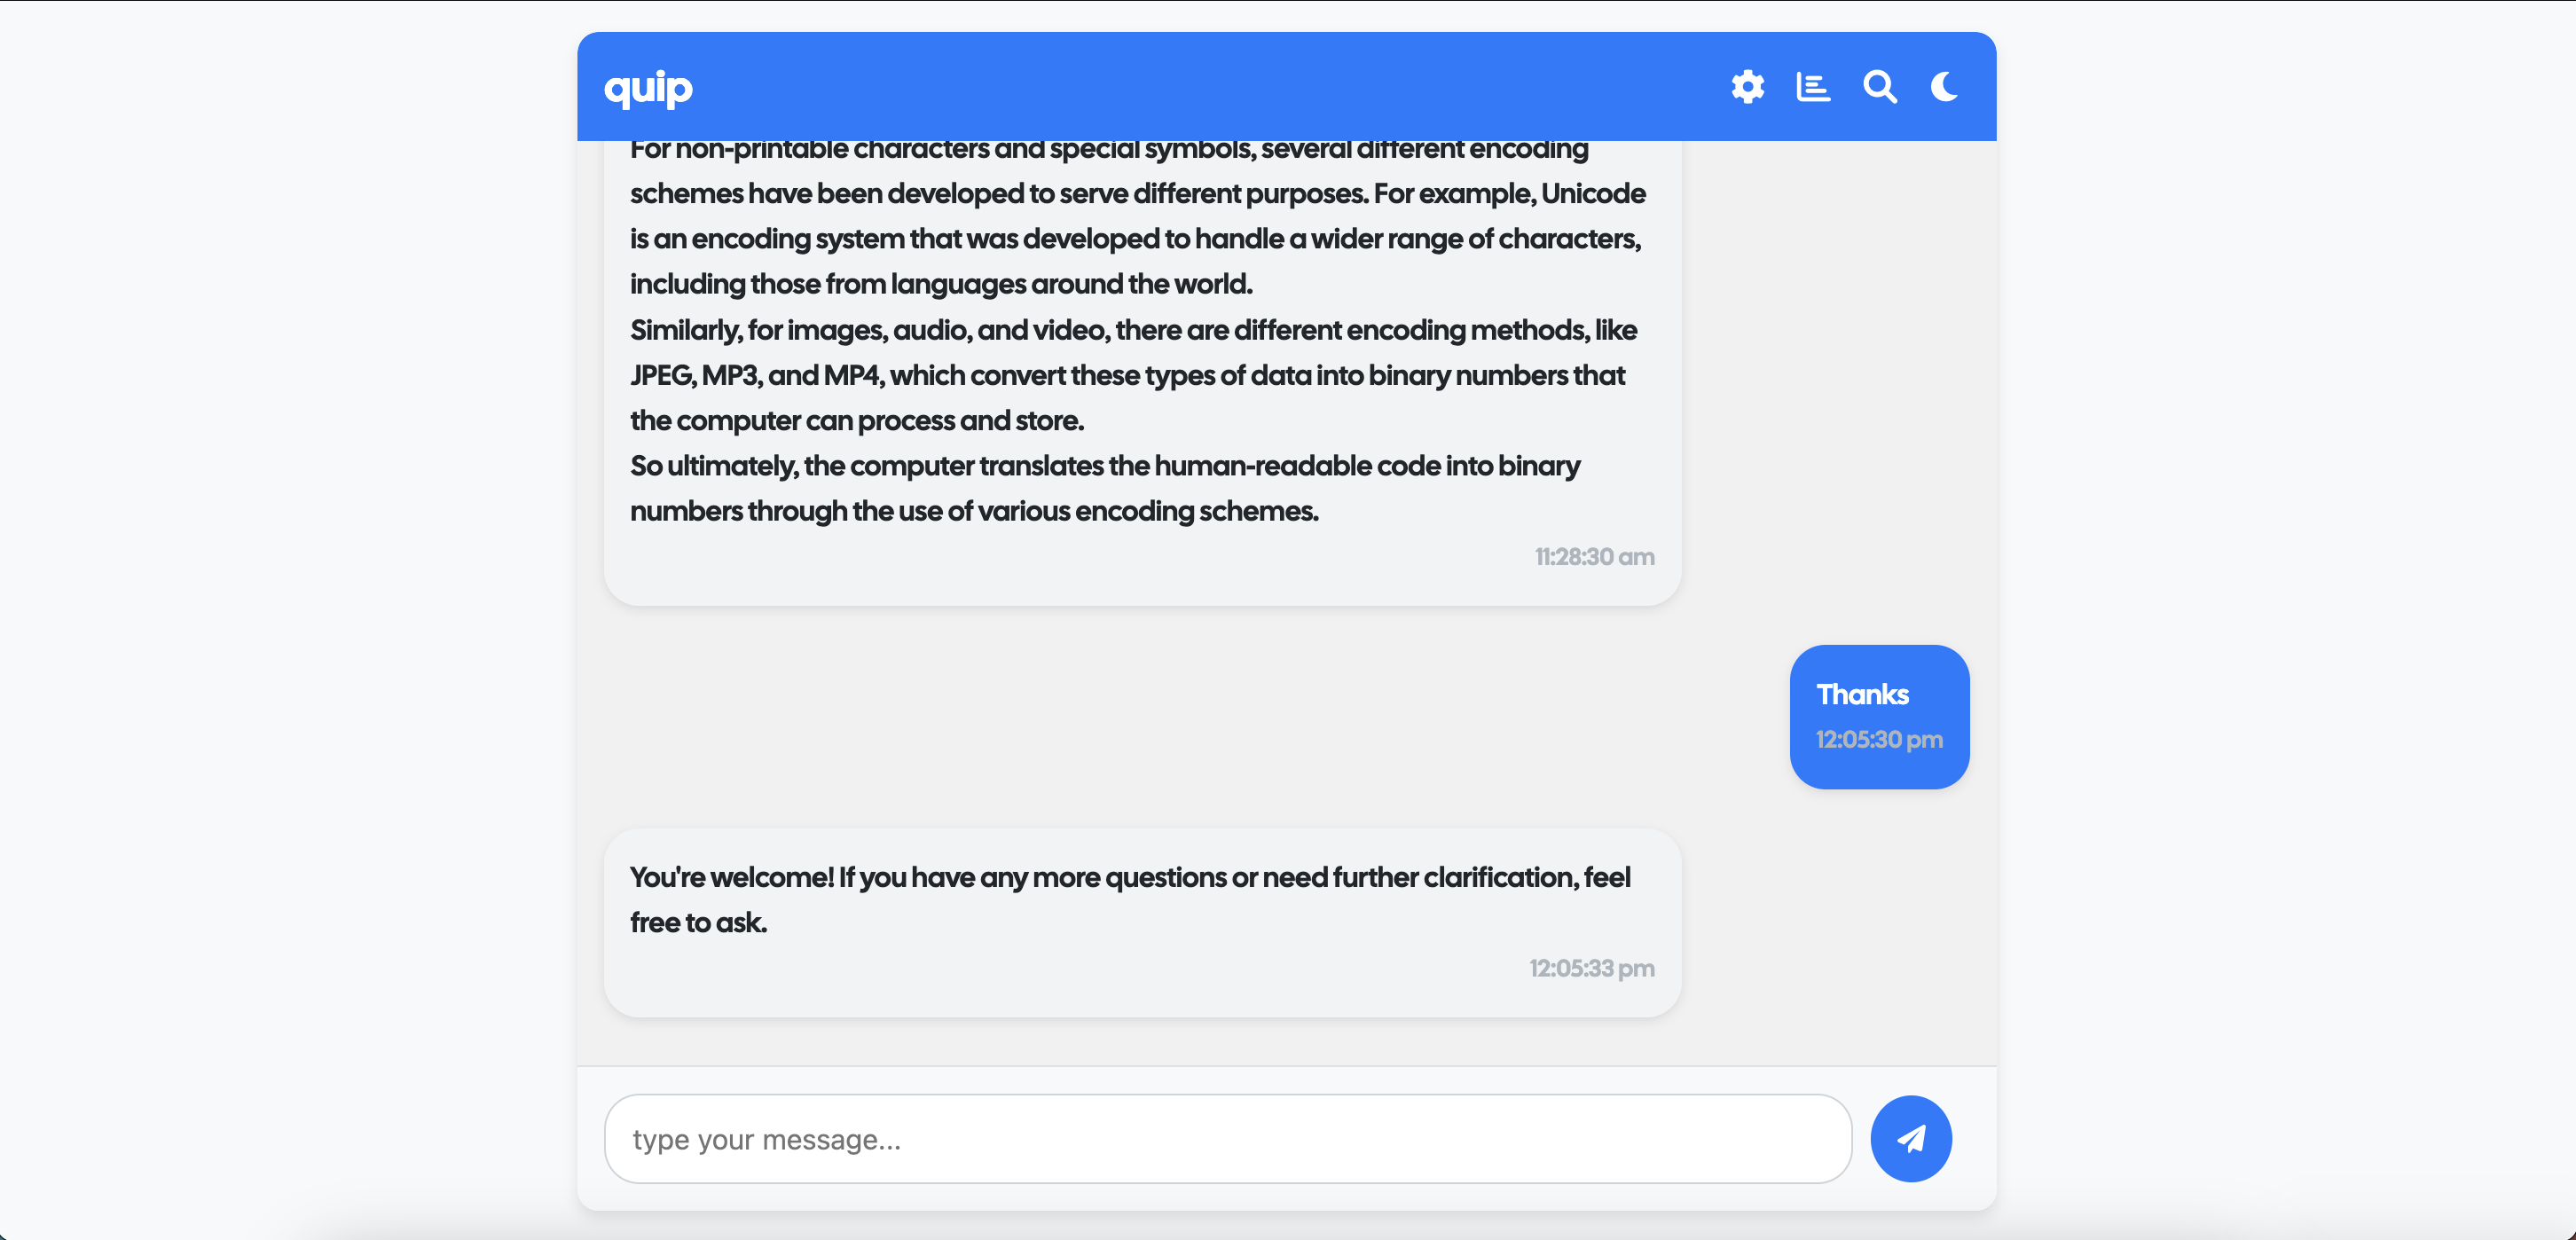 quip
For non-printable characters and special symbols, several different encoding
schemes have been developed to serve different purposes. For example, Unicode
is an encoding system that was developed to handle a wider range of characters,
including those from languages around the world.
Similarly, for images, audio, and video, there are different encoding methods, like
JPEG, MP3, and MP4, which convert these types of data into binary numbers that
the computer can process and store.
So ultimately, the computer translates the human-readable code into binary
numbers through the use of various encoding schemes.
11:28:30 am
Thanks
12:05:30 pm
You're welcome! If you have any more questions or need further clarification, feel
free to ask.
12:05:33 pm
type your message...